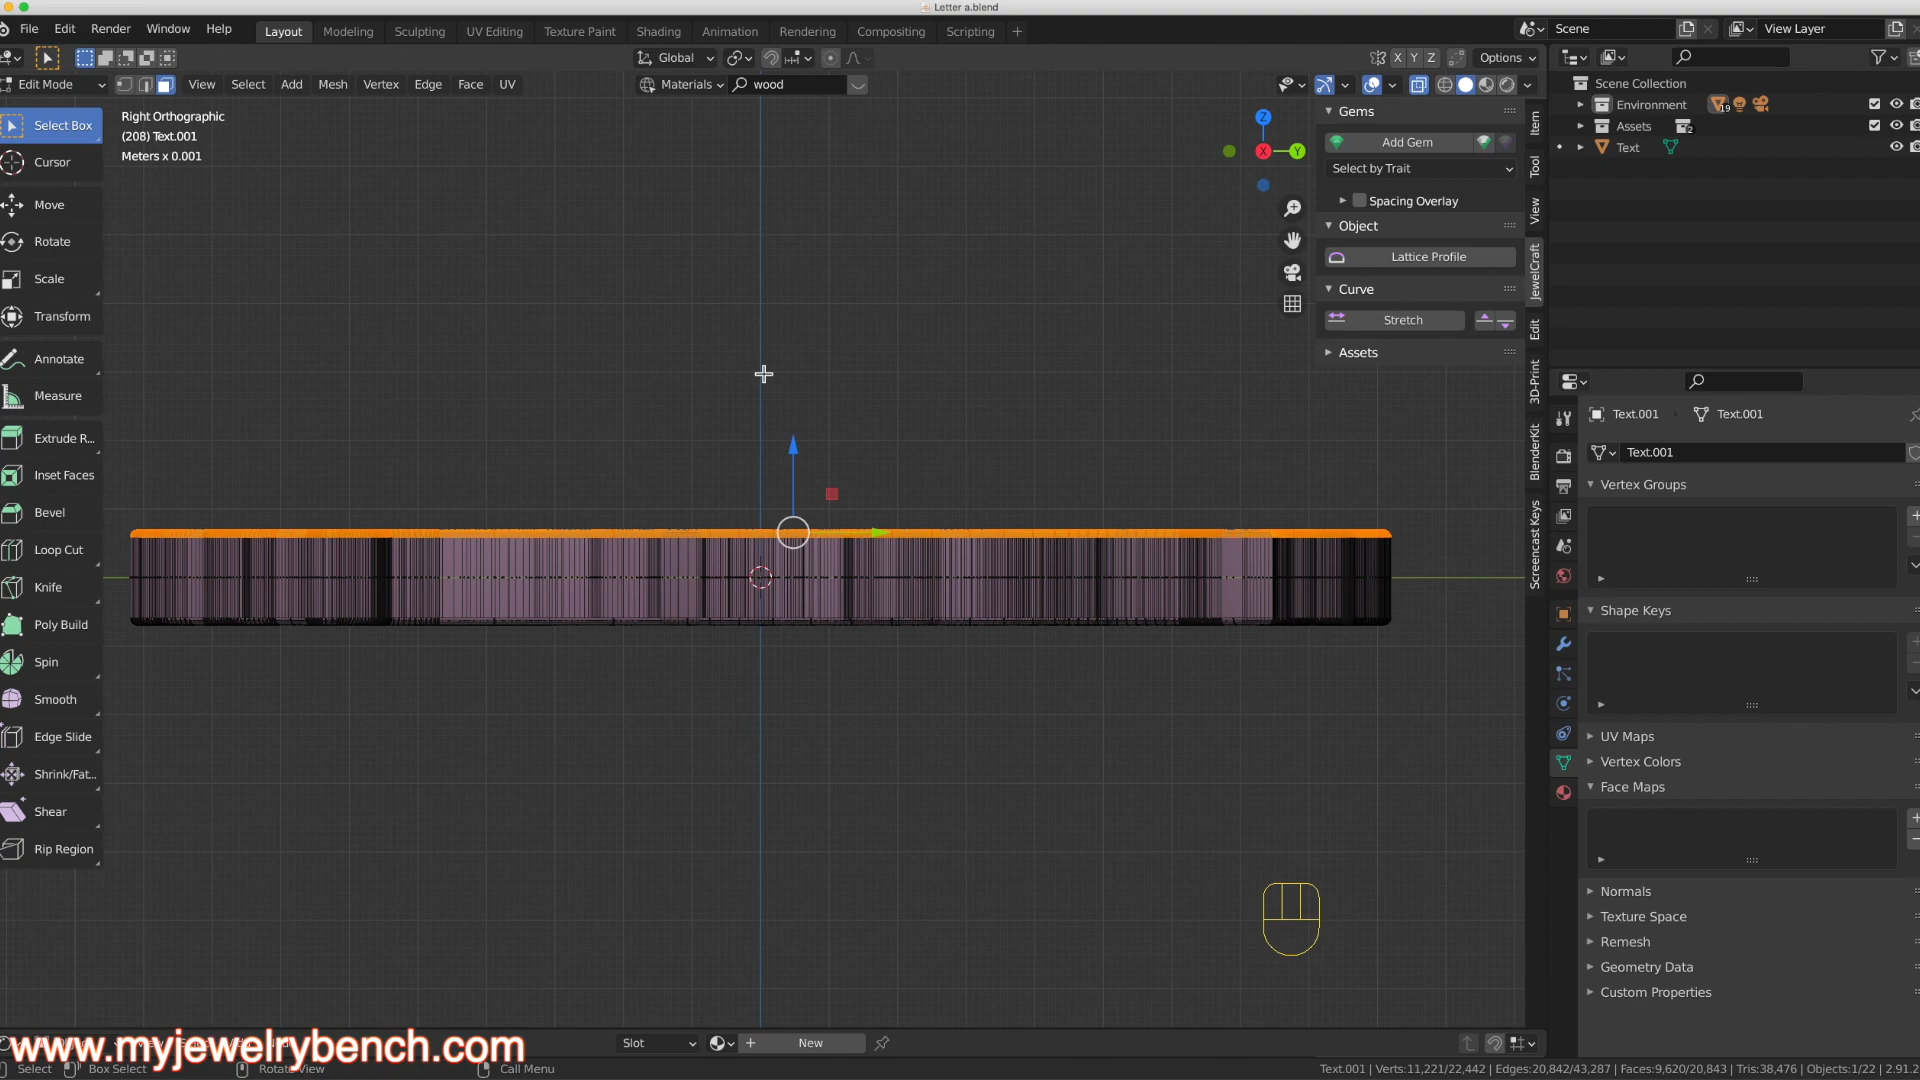 Letter a.blend
File Edit Render Window Help Layout Modeling Sculpting UV Editing Texture Paint Shading Animation Rendering Compositing Scripting +
Scene View Layer
Global X Y Z Options
Edit Mode View Select Add Mesh Vertex Edge Face UV Materials wood
Select Box
Cursor
Move
Rotate
Scale
Transform
Annotate
Measure
Extrude R...
Inset Faces
Bevel
Loop Cut
Knife
Poly Build
Spin
Smooth
Edge Slide
Shrink/Fat...
Shear
Rip Region
Right Orthographic
(208) Text.001
Meters x 0.001
Z
X
Y
Gems
Add Gem
Select by Trait
Spacing Overlay
Object
Lattice Profile
Curve
Stretch
Assets
Item
Tool
View
JewelCraft
Edit
3D-Print
BlenderKit
Screencast Keys
Scene Collection
Environment 19
Assets 2
Text
Text.001 Text.001
Text.001
Vertex Groups
Shape Keys
UV Maps
Vertex Colors
Face Maps
Normals
Texture Space
Remesh
Geometry Data
Custom Properties
Slot New
www.myjewelrybench.com
Select Box Select Rotate View Call Menu
Text.001 | Verts:11,221/22,442 | Edges:20,842/43,287 | Faces:9,620/20,843 | Tris:38,476 | Objects:1/22 | 2.91.2